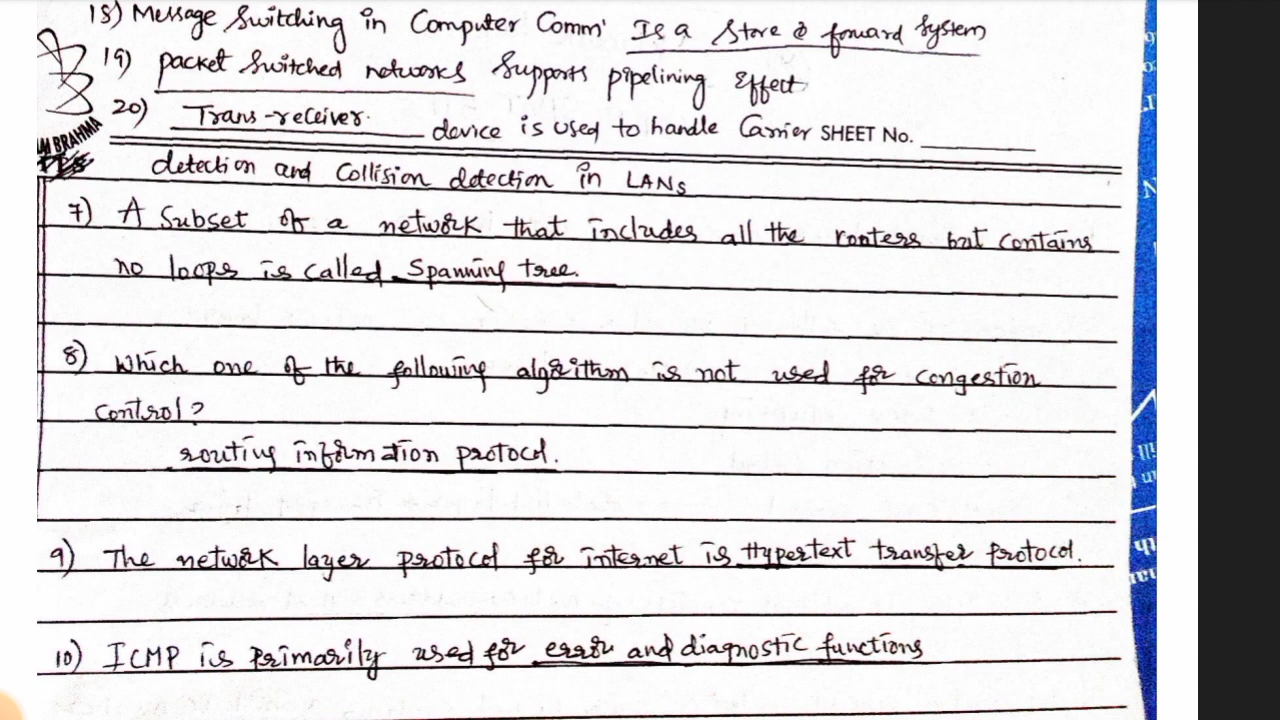 18) Message Switching in Computer Comm' Is a Store & forward System
19) packet Switched networks Supports pipelining Effect
20) Trans-receiver. device is used to handle Carrier SHEET No.
M BRAHMA
detection and Collision detection in LANs
7) A Subset of a network that includes all the routers but contains
no loops is called Spanning tree.
8) Which one of the following algorithm is not used for congestion
control?
routing information protocol.
9) The network layer protocol for internet is Hypertext transfer protocol.
10) ICMP is primarily used for error and diagnostic functions